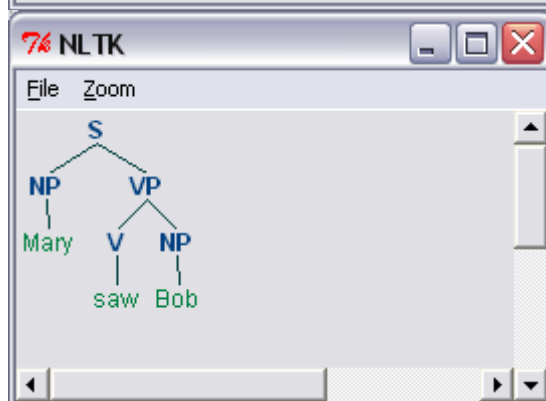 NLTK
File Zoom
S
NP VP
Mary V NP
saw Bob